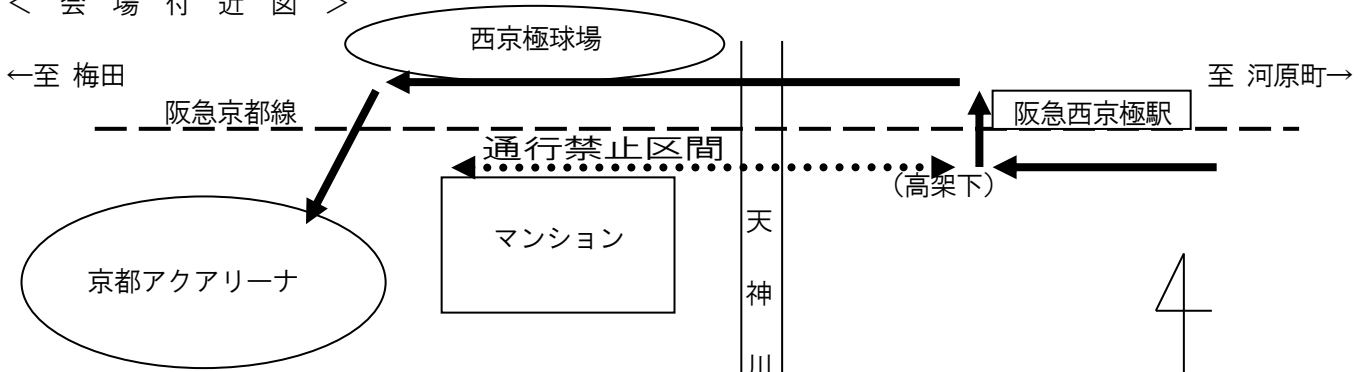 ＜ 会 場 付 近 図 ＞
西京極球場
←至 梅田
至 河原町→
阪急京都線
阪急西京極駅
通行禁止区間
（高架下）
天神川
マンション
京都アクアリーナ